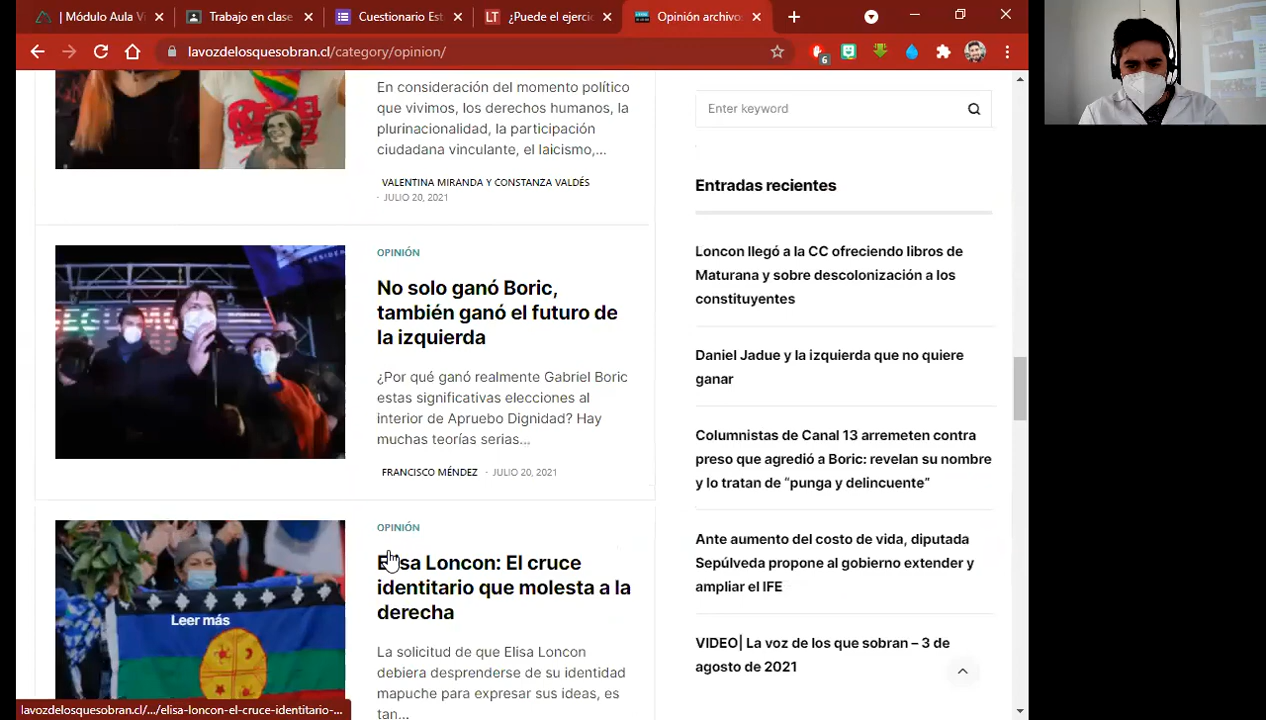 | Módulo Aula Vi
Trabajo en clase
Cuestionario Est
LT
¿Puede el ejercic
Opinión archivos
lavozdelosquesobran.cl/category/opinion/
6
En consideración del momento político
que vivimos, los derechos humanos, la
plurinacionalidad, la participación
ciudadana vinculante, el laicismo,...
VALENTINA MIRANDA Y CONSTANZA VALDÉS
- JULIO 20, 2021
OPINIÓN
No solo ganó Boric,
también ganó el futuro de
la izquierda
¿Por qué ganó realmente Gabriel Boric
estas significativas elecciones al
interior de Apruebo Dignidad? Hay
muchas teorías serias...
FRANCISCO MÉNDEZ - JULIO 20, 2021
OPINIÓN
Elisa Loncon: El cruce
identitario que molesta a la
derecha
Leer más
La solicitud de que Elisa Loncon
debiera desprenderse de su identidad
mapuche para expresar sus ideas, es
tan...
Enter keyword
Entradas recientes
Loncon llegó a la CC ofreciendo libros de
Maturana y sobre descolonización a los
constituyentes
Daniel Jadue y la izquierda que no quiere
ganar
Columnistas de Canal 13 arremeten contra
preso que agredió a Boric: revelan su nombre
y lo tratan de “punga y delincuente”
Ante aumento del costo de vida, diputada
Sepúlveda propone al gobierno extender y
ampliar el IFE
VIDEO| La voz de los que sobran – 3 de
agosto de 2021
lavozdelosquesobran.cl/.../elisa-loncon-el-cruce-identitario-...